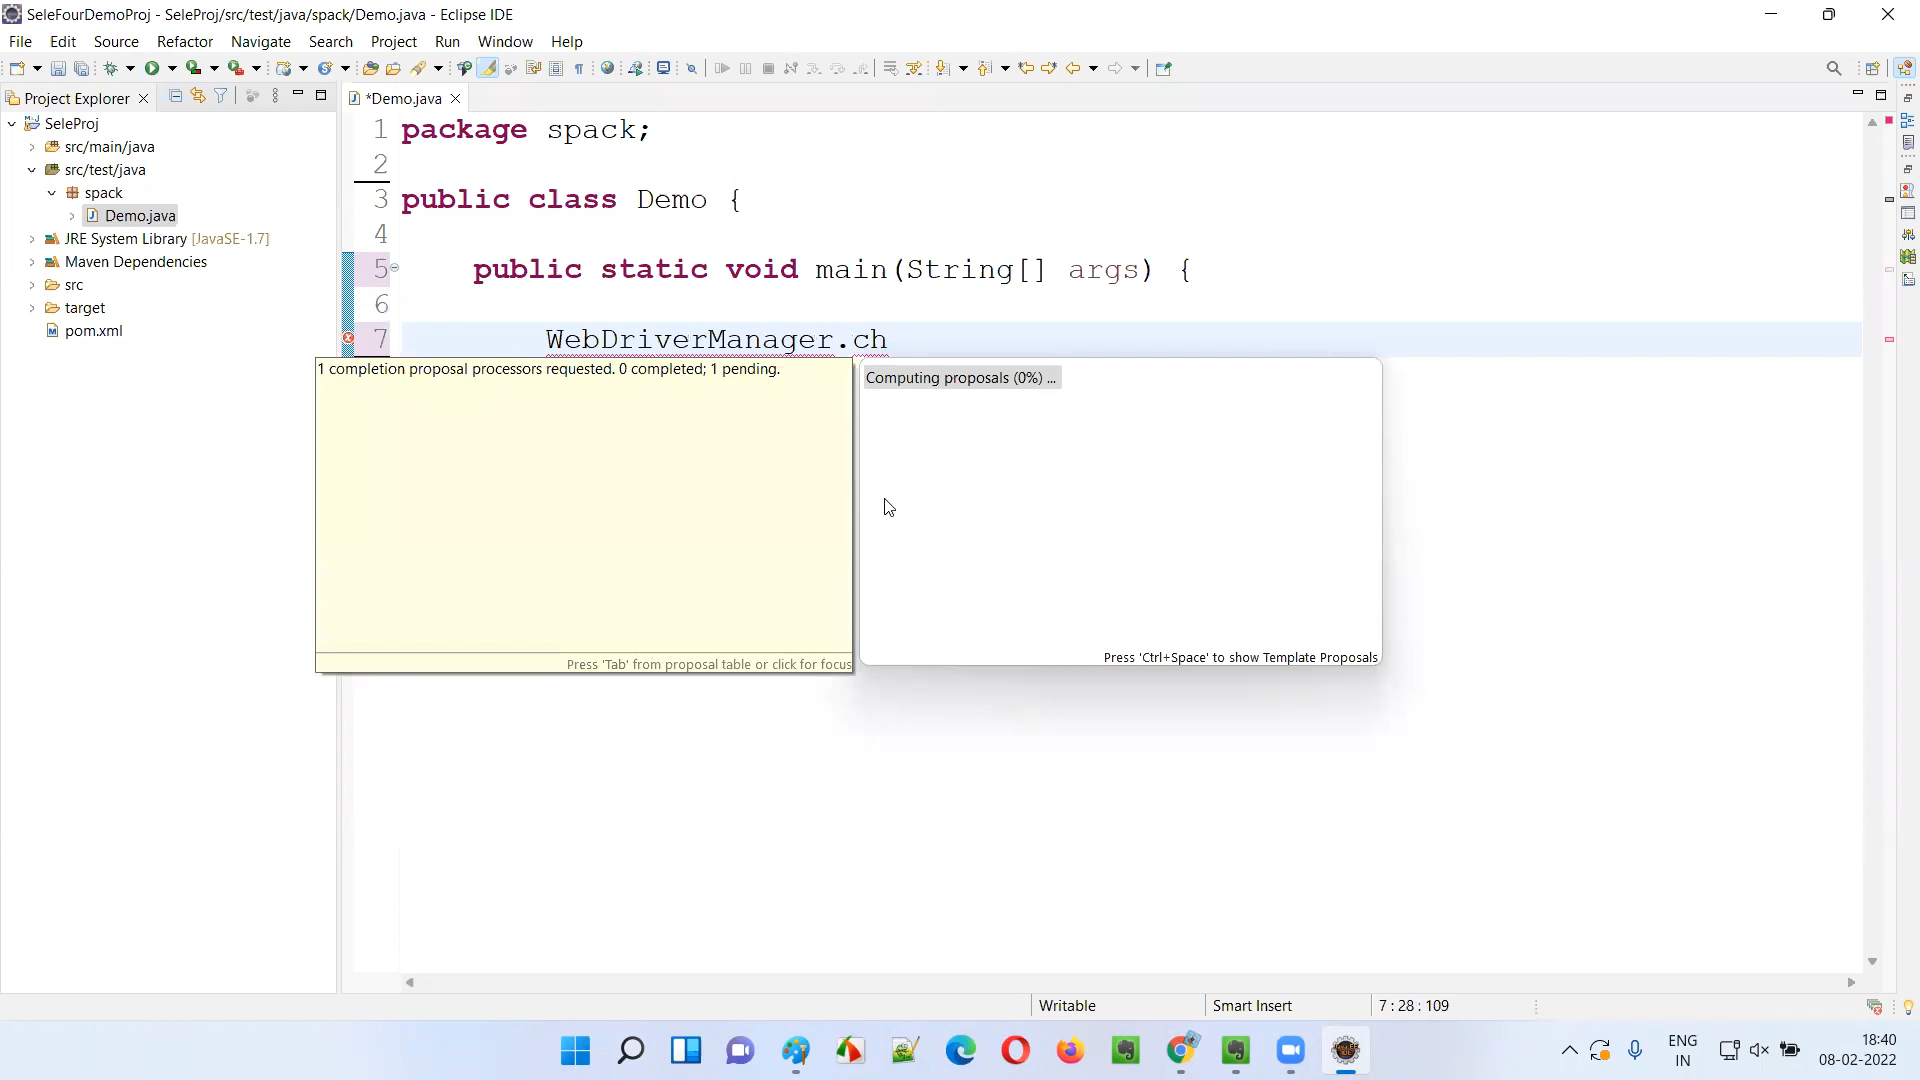 SeleFourDemoProj - SeleProj/src/test/java/spack/Demo.java - Eclipse IDE
File Edit Source Refactor Navigate Search Project Run Window Help
Project Explorer
*Demo.java
SeleProj
src/main/java
src/test/java
spack
Demo.java
JRE System Library [JavaSE-1.7]
Maven Dependencies
src
target
pom.xml
1 package spack;
2
3 public class Demo {
4
5 public static void main(String[] args) {
6
7 WebDriverManager.ch
1 completion proposal processors requested. 0 completed; 1 pending.
Press 'Tab' from proposal table or click for focus
Computing proposals (0%) ...
Press 'Ctrl+Space' to show Template Proposals
Writable Smart Insert 7 : 28 : 109
ENG
IN
18:40
08-02-2022